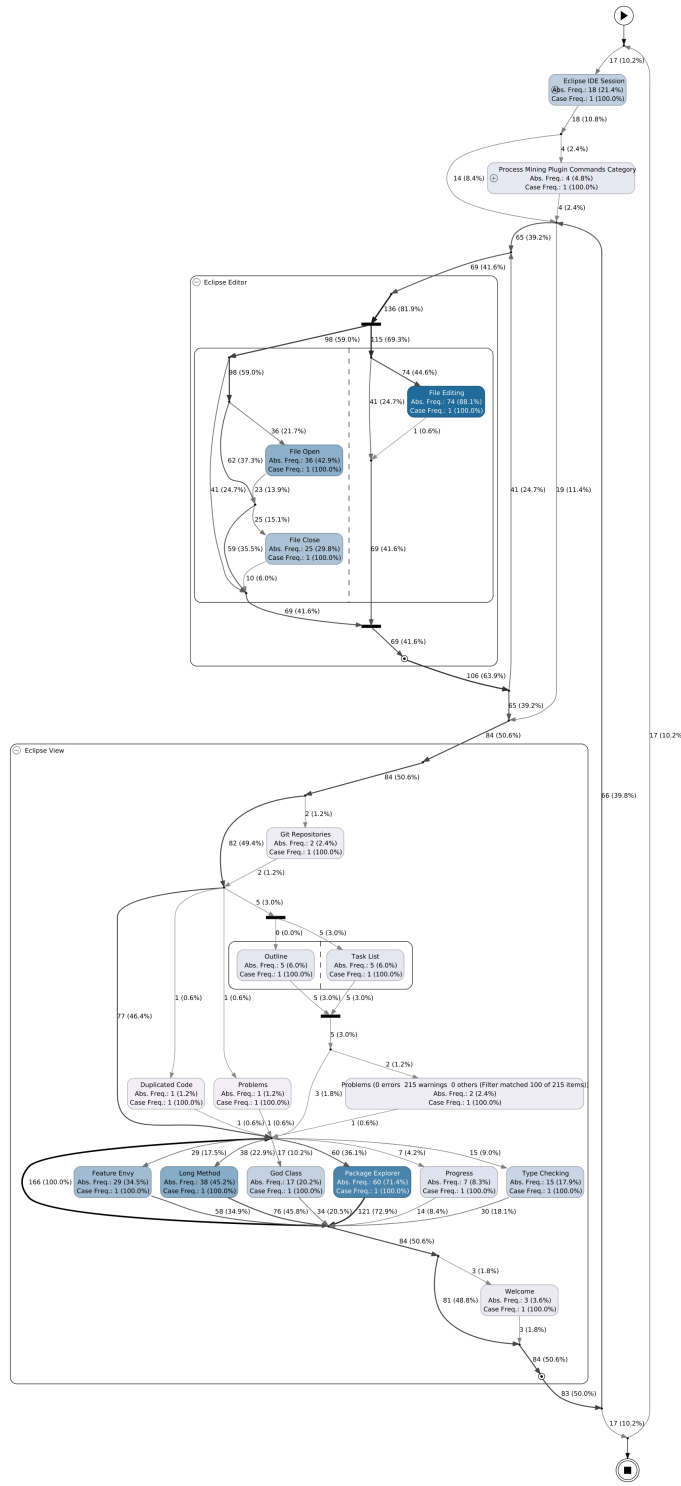 17 (10.2%)
Eclipse IDE Session
Abs. Freq.: 18 (21.4%)
Case Freq.: 1 (100.0%)
18 (10.8%)
4 (2.4%)
14 (8.4%)
Process Mining Plugin Commands Category
Abs. Freq.: 4 (4.8%)
Case Freq.: 1 (100.0%)
4 (2.4%)
65 (39.2%)
69 (41.6%)
Eclipse Editor
136 (81.9%)
98 (59.0%)
115 (69.3%)
98 (59.0%)
74 (44.6%)
41 (24.7%)
File Editing
Abs. Freq.: 74 (88.1%)
Case Freq.: 1 (100.0%)
36 (21.7%)
1 (0.6%)
62 (37.3%)
File Open
Abs. Freq.: 36 (42.9%)
Case Freq.: 1 (100.0%)
41 (24.7%)
23 (13.9%)
41 (24.7%)
19 (11.4%)
25 (15.1%)
59 (35.5%)
File Close
Abs. Freq.: 25 (29.8%)
Case Freq.: 1 (100.0%)
69 (41.6%)
10 (6.0%)
69 (41.6%)
69 (41.6%)
106 (63.9%)
65 (39.2%)
84 (50.6%)
17 (10.2%
Eclipse View
84 (50.6%)
66 (39.8%)
2 (1.2%)
82 (49.4%)
Git Repositories
Abs. Freq.: 2 (2.4%)
Case Freq.: 1 (100.0%)
2 (1.2%)
5 (3.0%)
0 (0.0%)
5 (3.0%)
Outline
Abs. Freq.: 5 (6.0%)
Case Freq.: 1 (100.0%)
Task List
Abs. Freq.: 5 (6.0%)
Case Freq.: 1 (100.0%)
1 (0.6%)
1 (0.6%)
5 (3.0%)
5 (3.0%)
77 (46.4%)
5 (3.0%)
2 (1.2%)
3 (1.8%)
Duplicated Code
Abs. Freq.: 1 (1.2%)
Case Freq.: 1 (100.0%)
Problems
Abs. Freq.: 1 (1.2%)
Case Freq.: 1 (100.0%)
Problems (0 errors 215 warnings 0 others (Filter matched 100 of 215 items)
Abs. Freq.: 2 (2.4%)
Case Freq.: 1 (100.0%)
1 (0.6%)
1 (0.6%)
1 (0.6%)
29 (17.5%)
38 (22.9%)
17 (10.2%)
60 (36.1%)
7 (4.2%)
15 (9.0%)
166 (100.0%)
Feature Envy
Abs. Freq.: 29 (34.5%)
Case Freq.: 1 (100.0%)
Long Method
Abs. Freq.: 38 (45.2%)
Case Freq.: 1 (100.0%)
God Class
Abs. Freq.: 17 (20.2%)
Case Freq.: 1 (100.0%)
Package Explorer
Abs. Freq.: 60 (71.4%)
Case Freq.: 1 (100.0%)
Progress
Abs. Freq.: 7 (8.3%)
Case Freq.: 1 (100.0%)
Type Checking
Abs. Freq.: 15 (17.9%)
Case Freq.: 1 (100.0%)
58 (34.9%)
76 (45.8%)
34 (20.5%)
121 (72.9%)
14 (8.4%)
30 (18.1%)
84 (50.6%)
3 (1.8%)
81 (48.8%)
Welcome
Abs. Freq.: 3 (3.6%)
Case Freq.: 1 (100.0%)
3 (1.8%)
84 (50.6%)
83 (50.0%)
17 (10.2%)